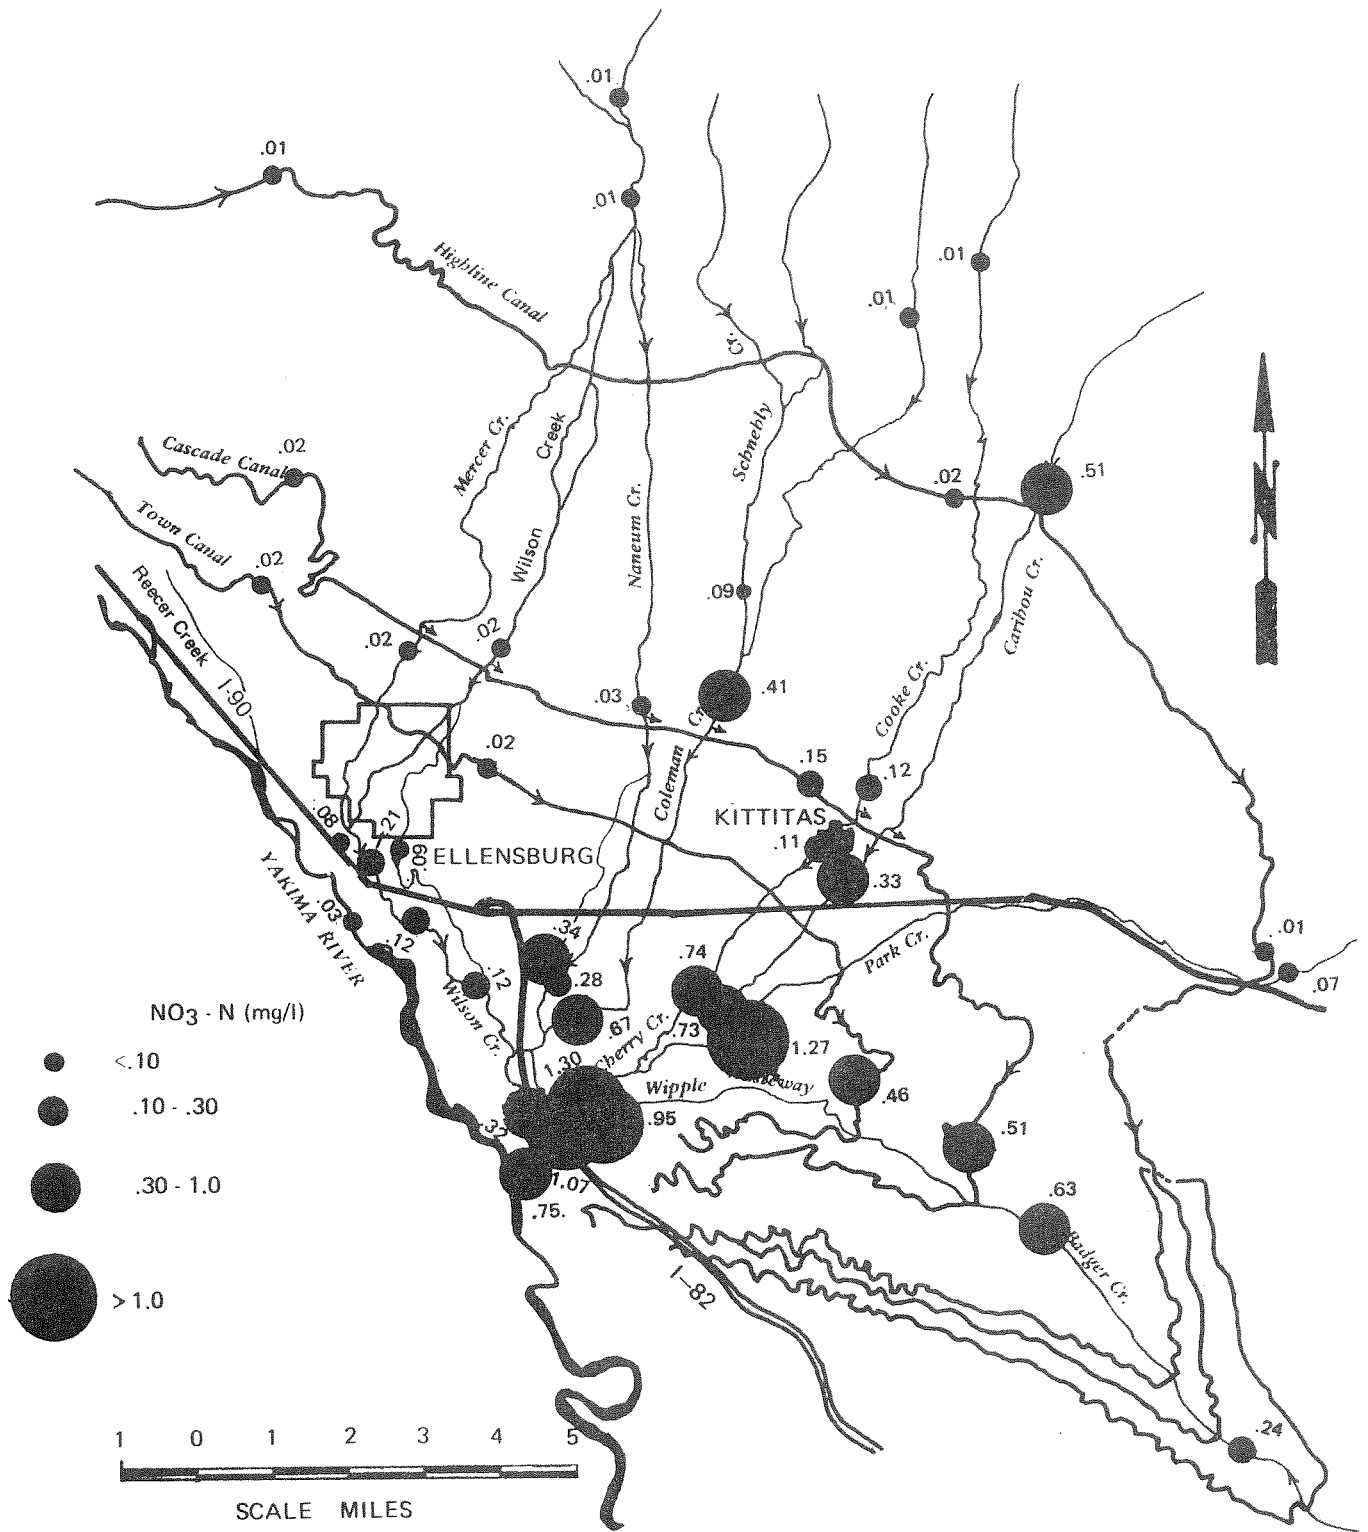 .01
.01
.01
Highline Canal
.01
.01
Cr.
Mercer Cr.
Creek
Schnebly
Cascade Canal
.02
.02
.51
Town Canal
Wilson
Naneum Cr.
.02
.09
Caribou Cr.
Reecer Creek
.02
.02
I-90
.03
.41
Cr.
Cooke Cr.
.02
.15
.12
Coleman
KITTITAS
.08
.21
.11
.09
ELLENSBURG
.33
YAKIMA RIVER
.03
.12
.34
Park Cr.
.01
.74
.28
.07
.12
NO3 - N (mg/l)
Wilson Cr.
.67
.73
1.27
Cherry Cr.
1.30
<.10
Wipple
.46
.10 - .30
.95
.51
.30 - 1.0
1.07
.63
.75.
Badger Cr.
I-82
>1.0
.24
1 0 1 2 3 4 5
SCALE MILES